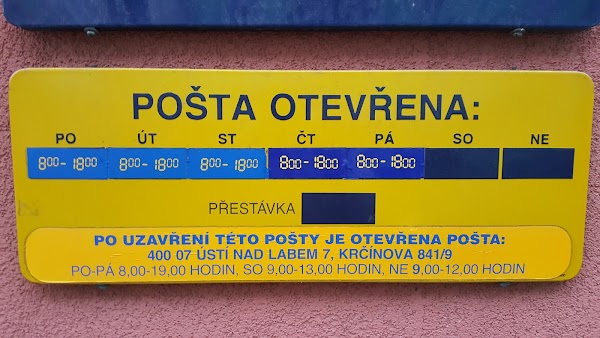 POŠTA OTEVŘENA:
PO ÚT ST ČT PÁ SO NE
800-1800 800-1800 800-1800 800-1800 800-1800
PŘESTÁVKA
PO UZAVŘENÍ TÉTO POŠTY JE OTEVŘENA POŠTA:
400 07 ÚSTÍ NAD LABEM 7, KRČÍNOVA 841/9
PO-PÁ 8,00-19,00 HODIN, SO 9,00-13,00 HODIN, NE 9,00-12,00 HODIN